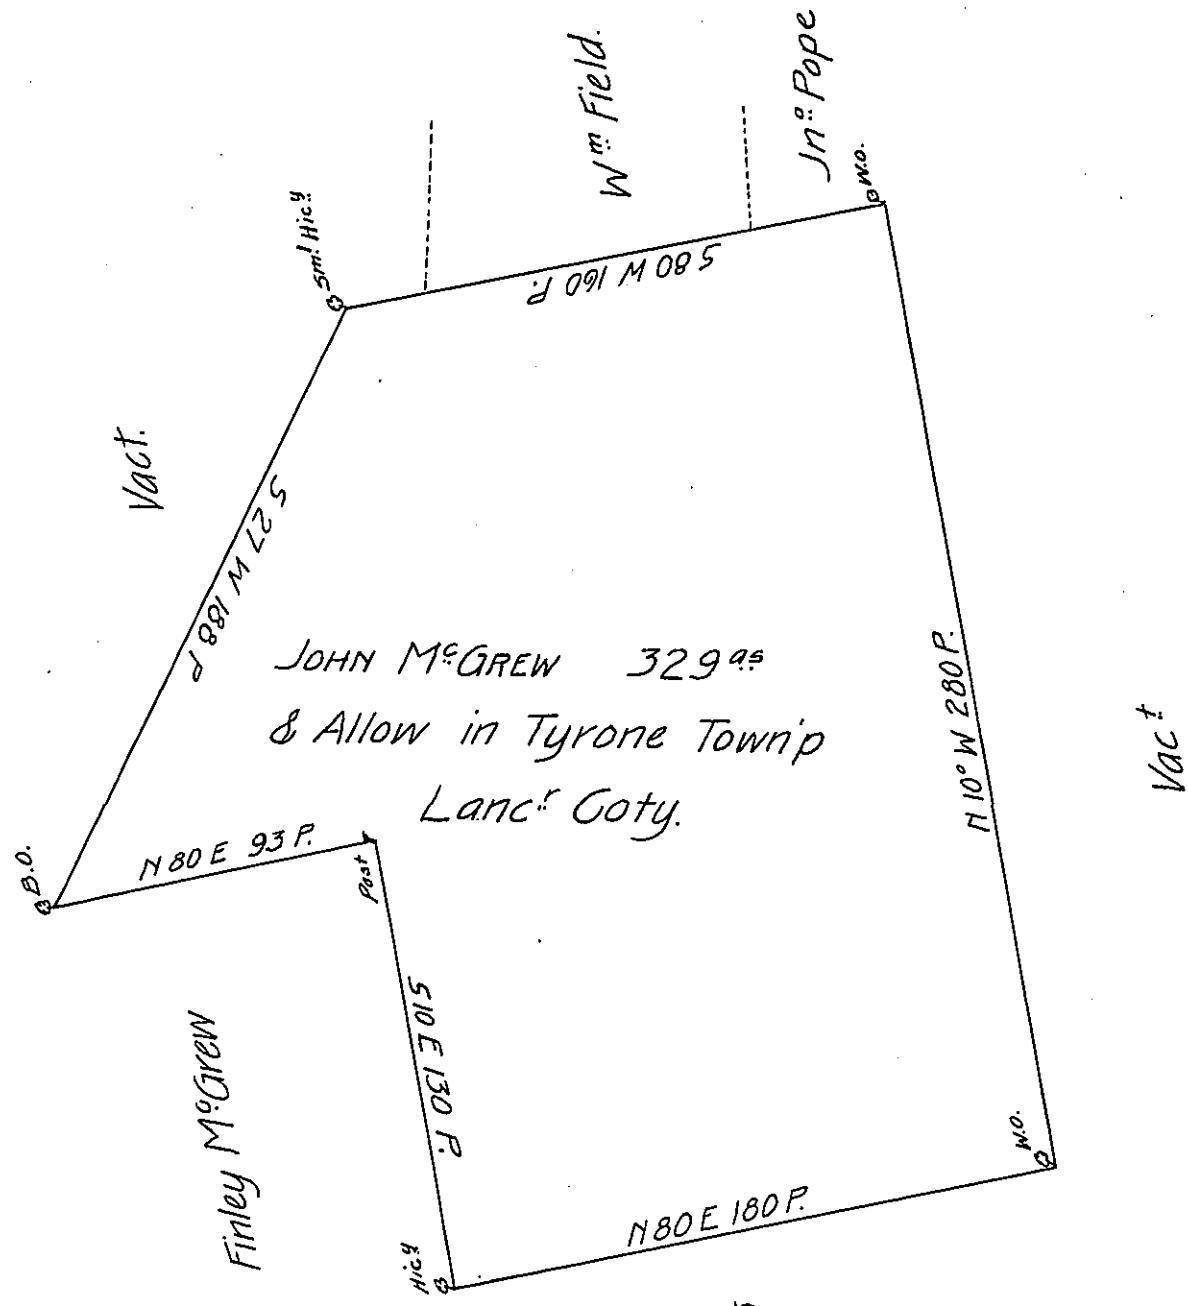 Wm Field.
Jno Pope
W.O.
Sml Hicy
S 80 W 160 P.
Vact.
S 27 W 188 P
N 10° W 280 P.
JOHN McGREW 329 as
& Allow in Tyrone Town'p
Lancr Coty.
Vact
B.O.
N 80 E 93 P.
Post
S 10 E 130 P.
Finley McGrew
W.O.
N 80 E 180 P.
Hicy